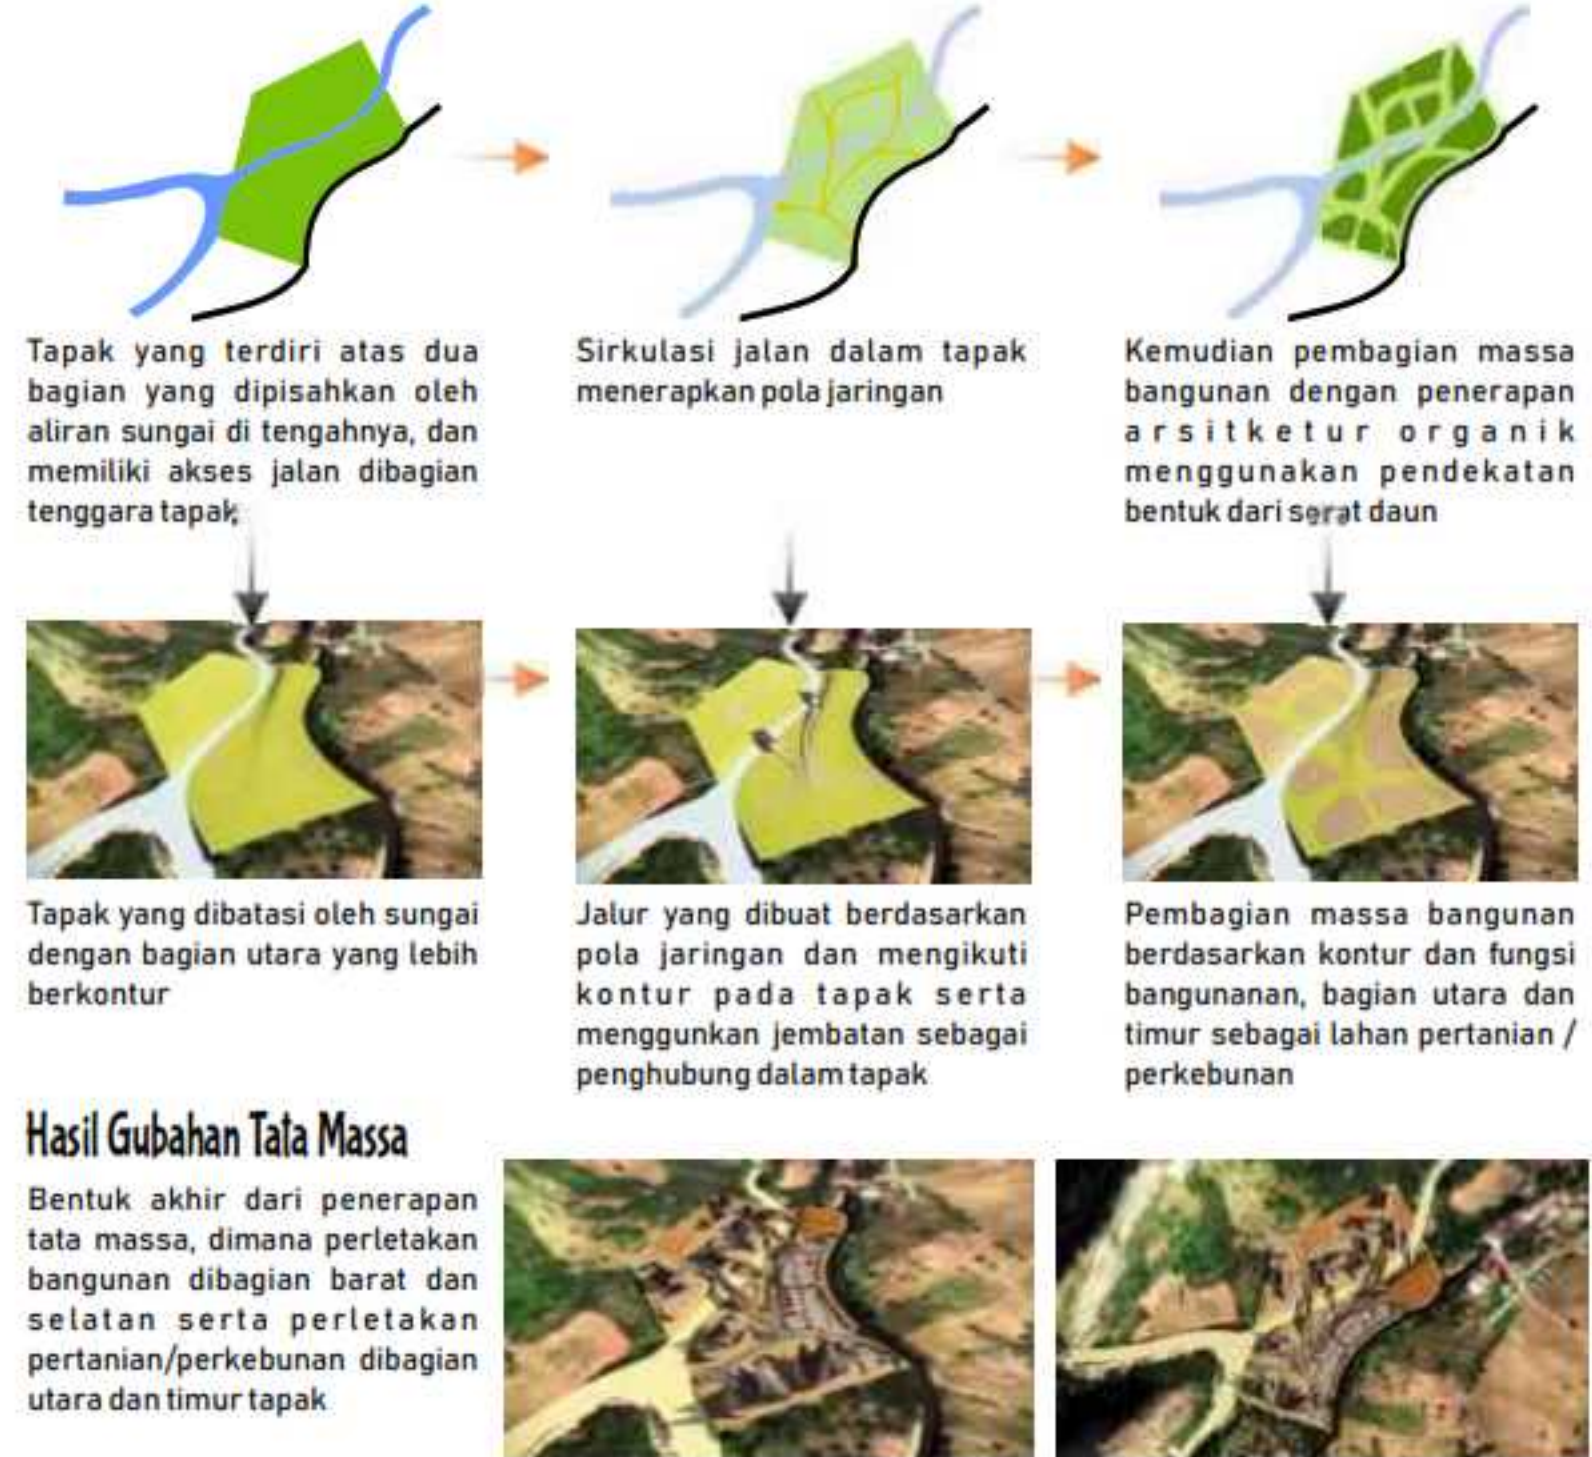 Tapak yang terdiri atas dua
bagian yang dipisahkan oleh
aliran sungai di tengahnya, dan
memiliki akses jalan dibagian
tenggara tapak
Sirkulasi jalan dalam tapak
menerapkan pola jaringan
Kemudian pembagian massa
bangunan dengan penerapan
arsitketur organik
menggunakan pendekatan
bentuk dari serat daun
Tapak yang dibatasi oleh sungai
dengan bagian utara yang lebih
berkontur
Jalur yang dibuat berdasarkan
pola jaringan dan mengikuti
kontur pada tapak serta
menggunkan jembatan sebagai
penghubung dalam tapak
Pembagian massa bangunan
berdasarkan kontur dan fungsi
bangunanan, bagian utara dan
timur sebagai lahan pertanian /
perkebunan
Hasil Gubahan Tata Massa
Bentuk akhir dari penerapan
tata massa, dimana perletakan
bangunan dibagian barat dan
selatan serta perletakan
pertanian/perkebunan dibagian
utara dan timur tapak